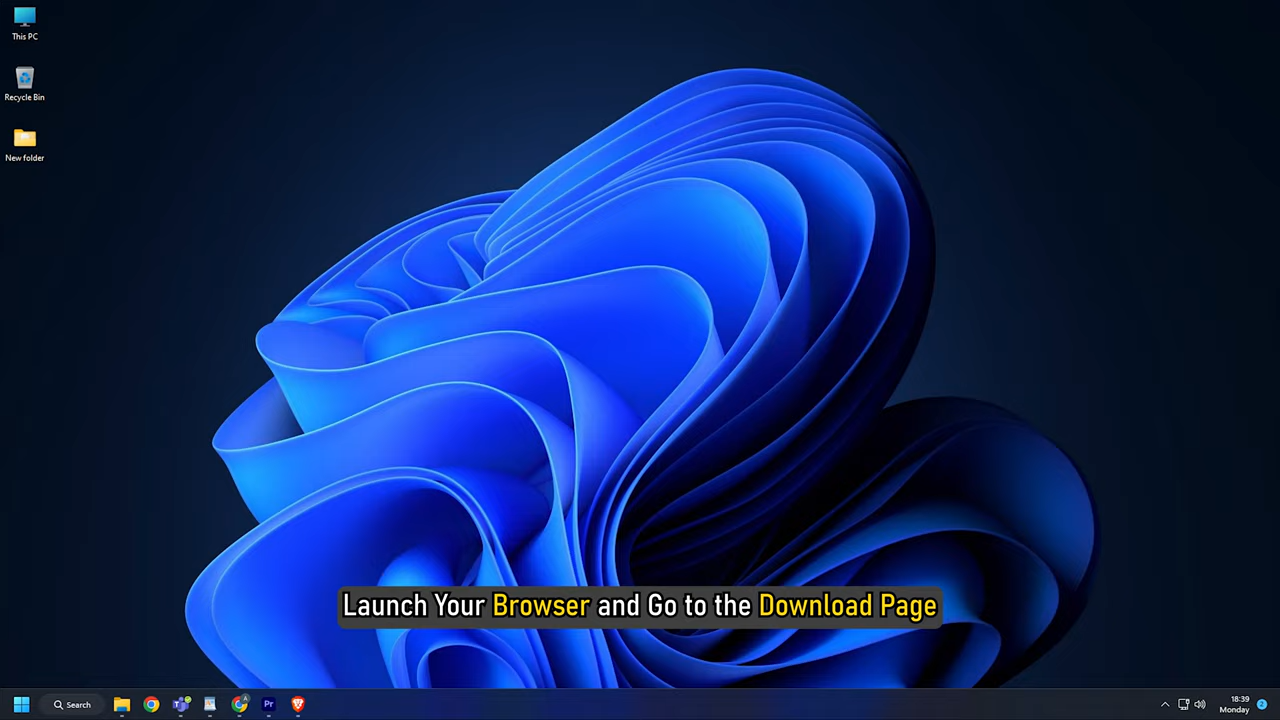 This PC
Recycle Bin
New folder
Launch Your Browser and Go to the Download Page
Search
A
Pr
18:39
Monday
2